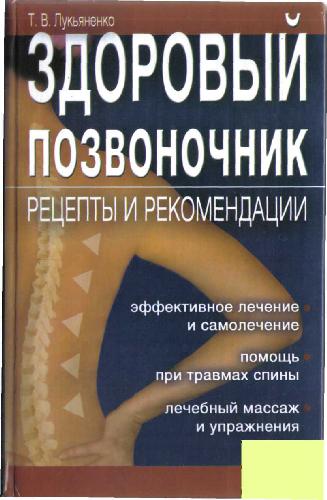 Т. В. Лукьяненко
ЗДОРОВЫЙ
ПОЗВОНОЧНИК
РЕЦЕПТЫ И РЕКОМЕНДАЦИИ
эффективное лечение
и самолечение
помощь
при травмах спины
лечебный массаж
и упражнения